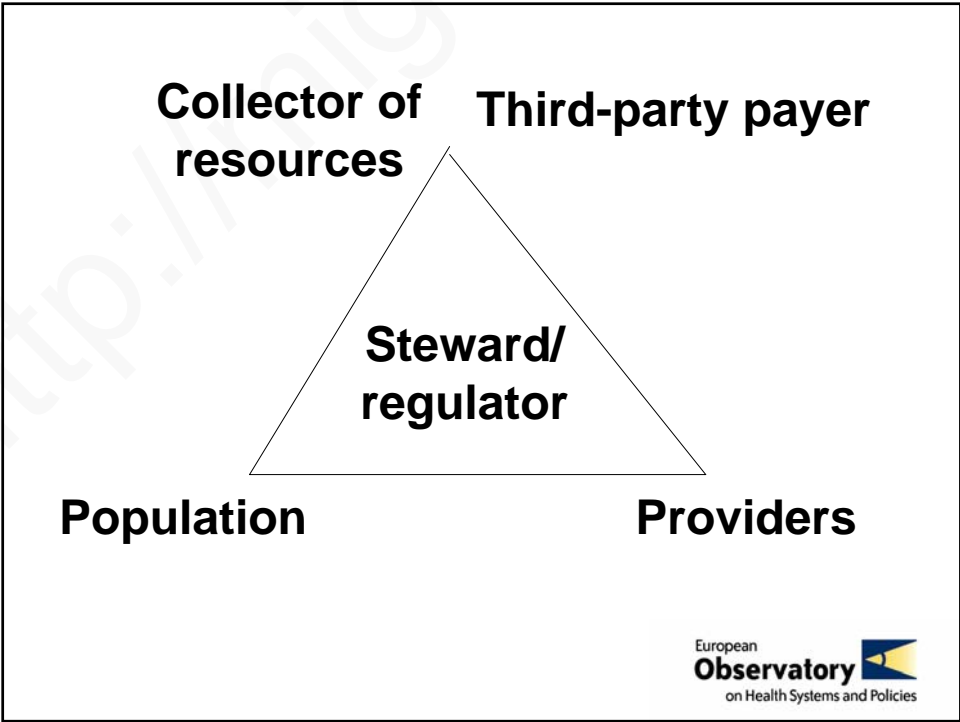 Collector of
resources
Third-party payer
Steward/
regulator
Population
Providers
European
Observatory
on Health Systems and Policies